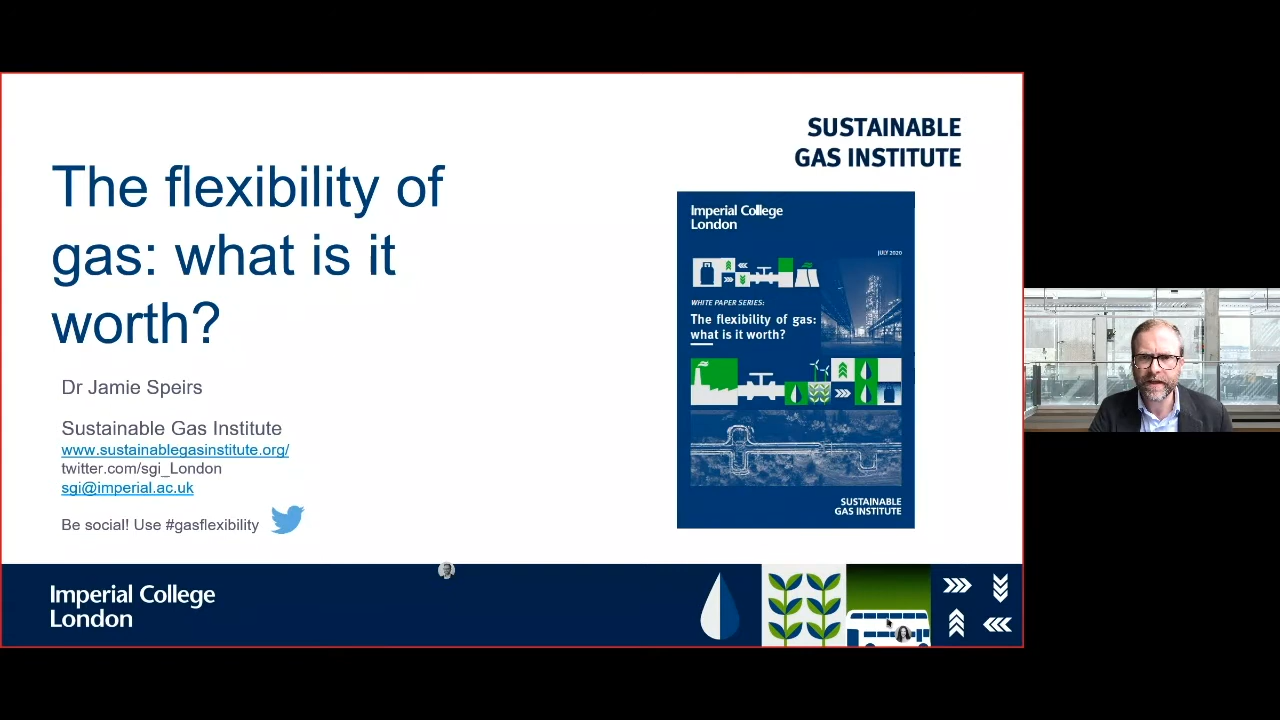 SUSTAINABLE
GAS INSTITUTE
The flexibility of
gas: what is it
worth?
Dr Jamie Speirs
Sustainable Gas Institute
www.sustainablegasinstitute.org/
twitter.com/sgi_London
sgi@imperial.ac.uk
Be social! Use #gasflexibility
Imperial College
London
JULY 2020
WHITE PAPER SERIES:
The flexibility of gas:
what is it worth?
SUSTAINABLE
GAS INSTITUTE
Imperial College
London